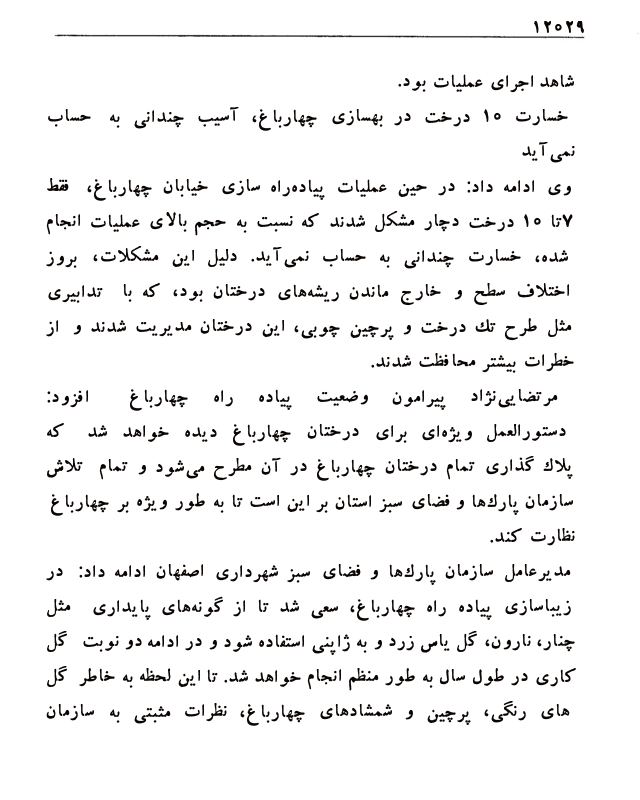 ۱۲۰۲۹
شاهد اجرای عملیات بود.
خسارت ۱۰ درخت در بهسازی چهارباغ، آسیب چندانی به حساب
نمی‌آید
وی ادامه داد: در حین عملیات پیاده‌راه سازی خیابان چهارباغ، فقط
۷تا ۱۰ درخت دچار مشکل شدند که نسبت به حجم بالای عملیات انجام
شده، خسارت چندانی به حساب نمی‌آید. دلیل این مشکلات، بروز
اختلاف سطح و خارج ماندن ریشه‌های درختان بود، که با تدابیری
مثل طرح تك درخت و پرچین چوبی، این درختان مدیریت شدند و از
خطرات بیشتر محافظت شدند.
مرتضایی‌نژاد پیرامون وضعیت پیاده راه چهارباغ افزود:
دستورالعمل ویژه‌ای برای درختان چهارباغ دیده خواهد شد که
پلاك گذاری تمام درختان چهارباغ در آن مطرح می‌شود و تمام تلاش
سازمان پارك‌ها و فضای سبز استان بر این است تا به طور ویژه بر چهارباغ
نظارت کند.
مدیرعامل سازمان پارك‌ها و فضای سبز شهرداری اصفهان ادامه داد: در
زیباسازی پیاده راه چهارباغ، سعی شد تا از گونه‌های پایداری مثل
چنار، نارون، گل یاس زرد و به ژاپنی استفاده شود و در ادامه دو نوبت گل
کاری در طول سال به طور منظم انجام خواهد شد. تا این لحظه به خاطر گل
های رنگی، پرچین و شمشادهای چهارباغ، نظرات مثبتی به سازمان